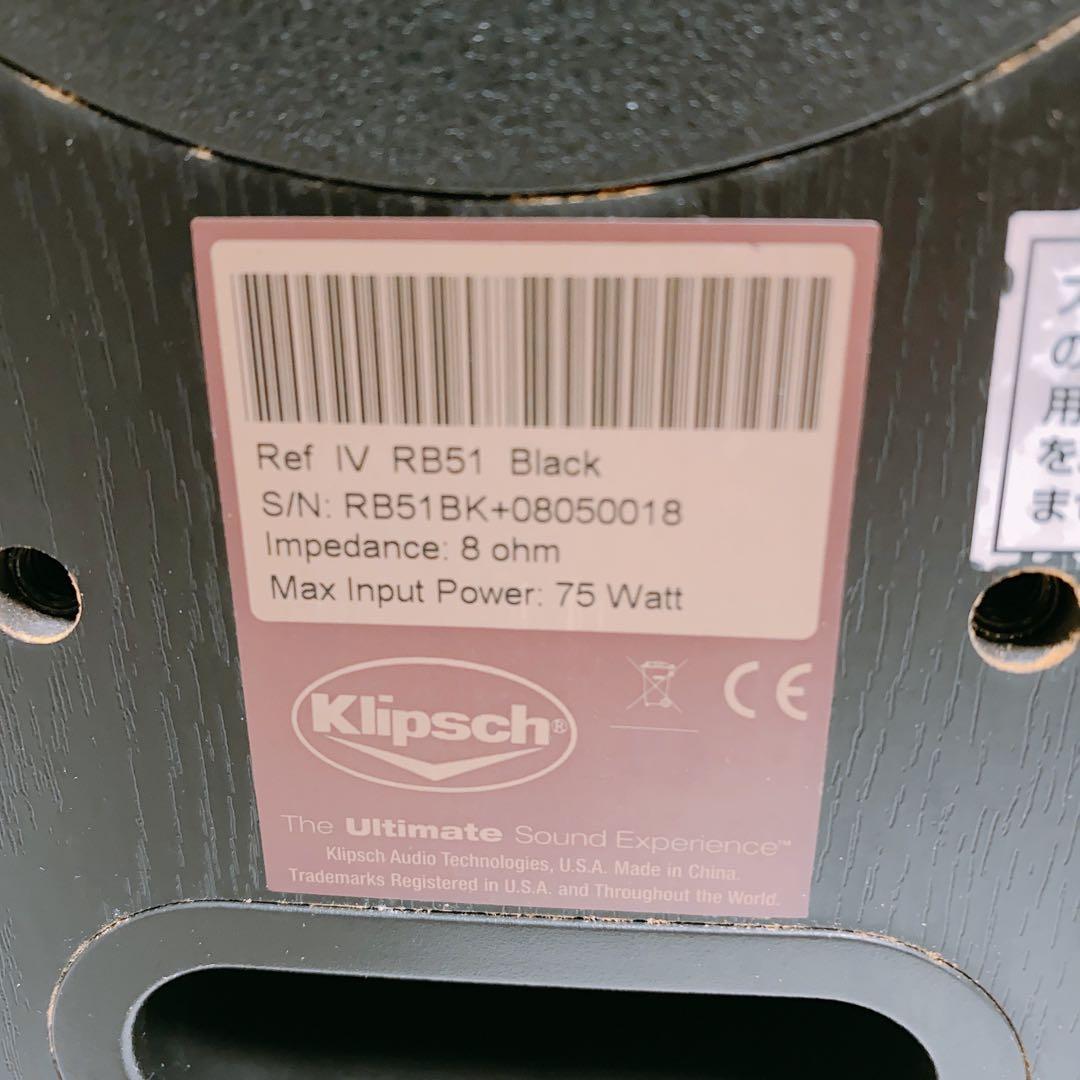 Ref IV RB51 Black
S/N: RB51BK+08050018
Impedance: 8 ohm
Max Input Power: 75 Watt
Klipsch®
CE
The Ultimate Sound Experience™
Klipsch Audio Technologies, U.S.A. Made in China.
Trademarks Registered in U.S.A. and Throughout the World.
の
用
を
ませ